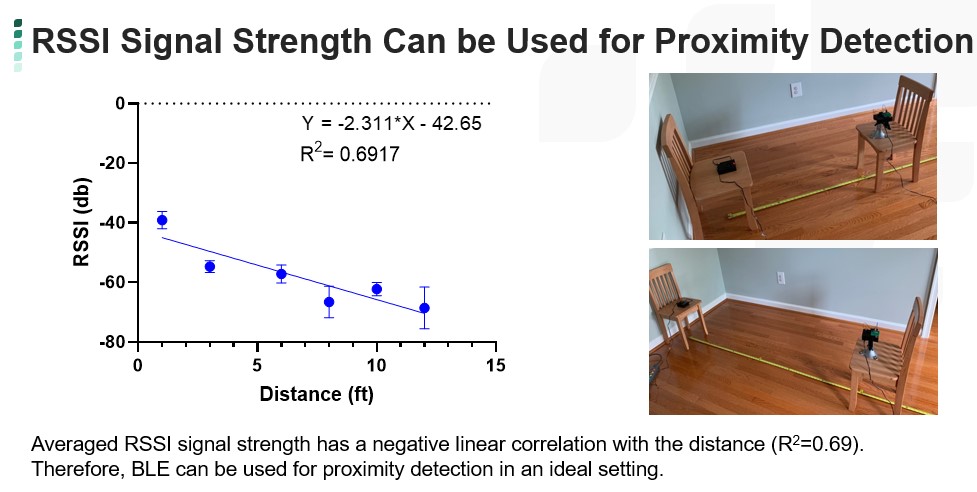 RSSI Signal Strength Can be Used for Proximity Detection
Y = -2.311*X - 42.65
R²= 0.6917
0
-20
-40
-60
-80
RSSI (db)
0
5
10
15
Distance (ft)
Averaged RSSI signal strength has a negative linear correlation with the distance (R²=0.69).
Therefore, BLE can be used for proximity detection in an ideal setting.